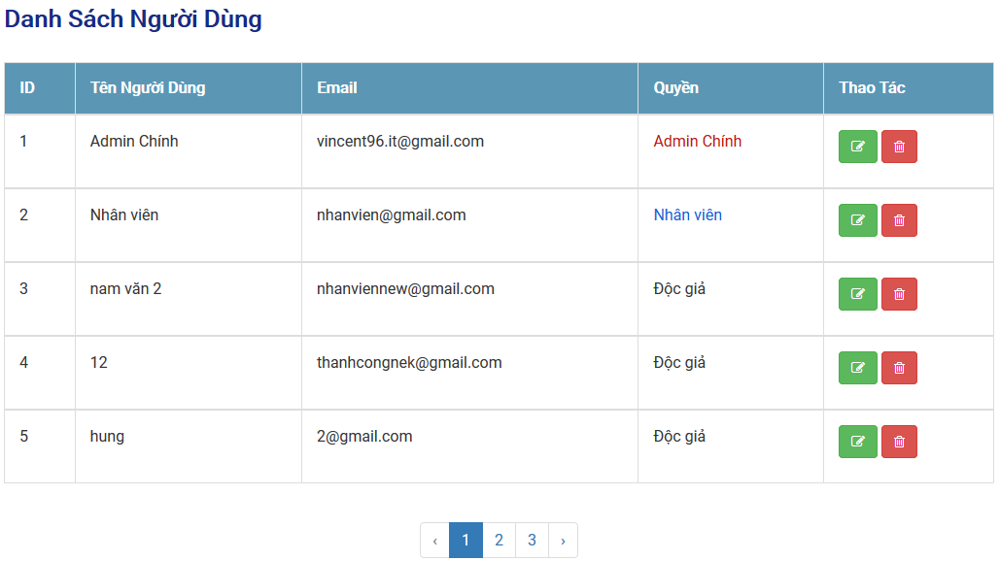 Danh Sách Người Dùng
ID Tên Người Dùng Email Quyền Thao Tác
1 Admin Chính vincent96.it@gmail.com Admin Chính
2 Nhân viên nhanvien@gmail.com Nhân viên
3 nam văn 2 nhanviennew@gmail.com Độc giả
4 12 thanhcongnek@gmail.com Độc giả
5 hung 2@gmail.com Độc giả
‹ 1 2 3 ›